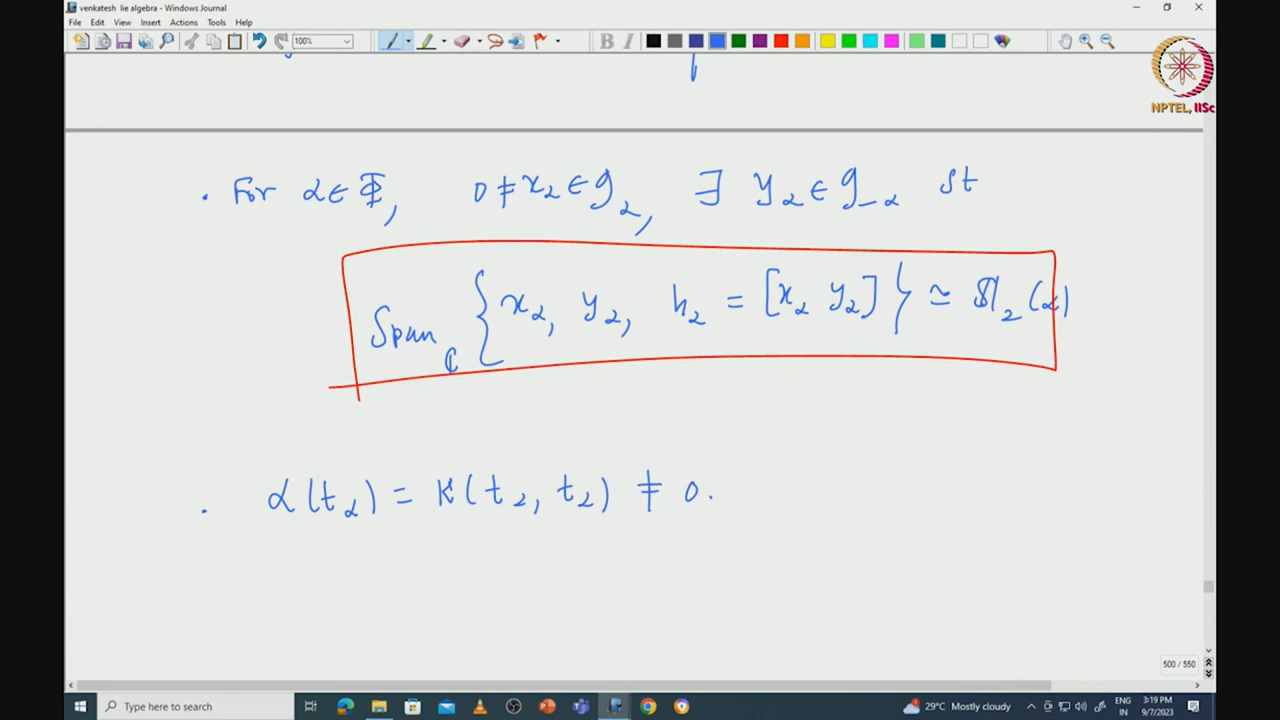 venkatesh lie algebra - Windows Journal
File Edit View Insert Actions Tools Help
100% B I
NPTEL, IISc
. For α ∈ Φ, 0 ≠ x_α ∈ g_α, ∃ y_α ∈ g_-α st
Span_ℂ { x_α, y_α, h_α = [x_α y_α] } ≃ sl_2(α)
. α(t_α) = K(t_α, t_α) ≠ 0.
500 / 550
Type here to search
29°C Mostly cloudy
ENG
IN
3:19 PM
9/7/2023